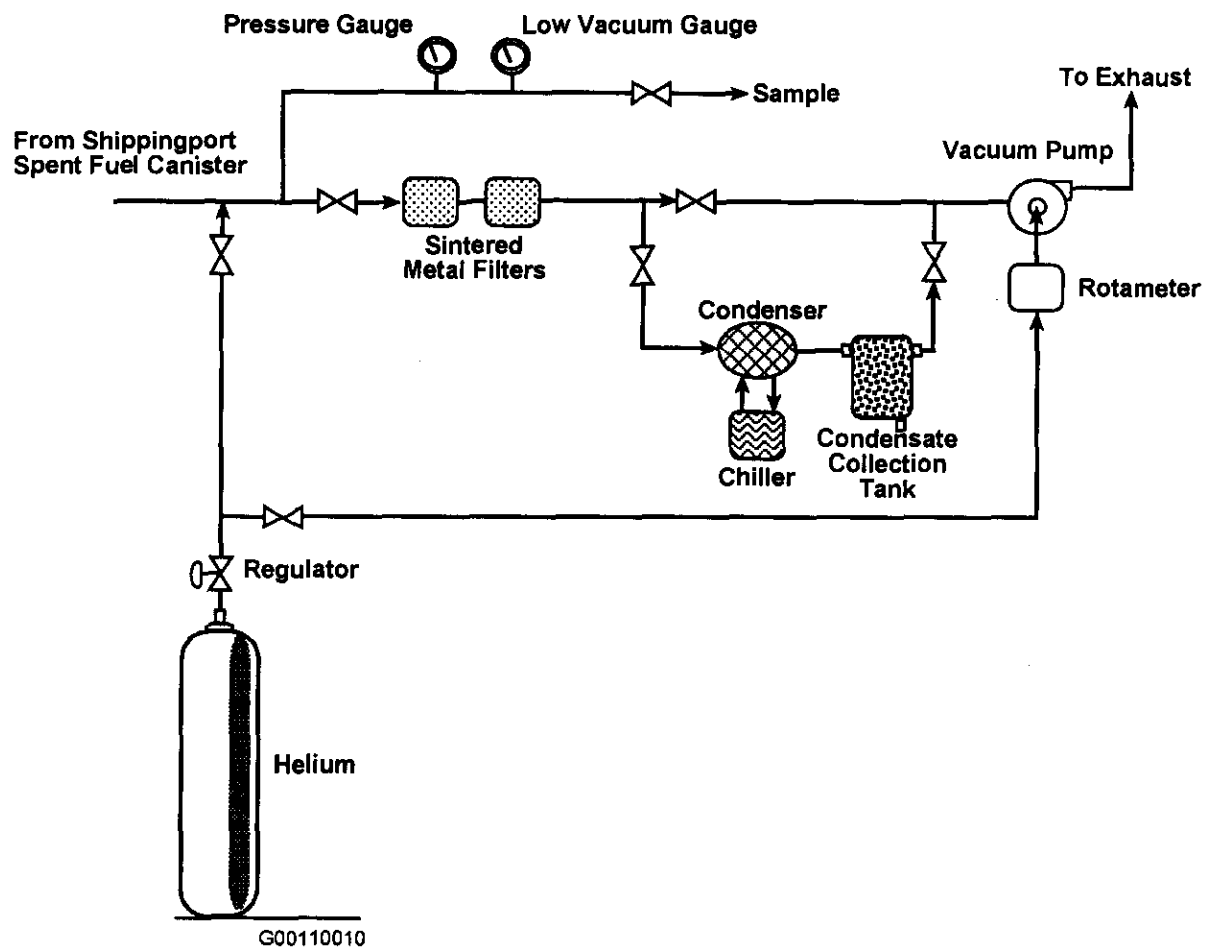 Pressure Gauge
Low Vacuum Gauge
To Exhaust
Sample
From Shippingport
Spent Fuel Canister
Vacuum Pump
Sintered
Metal Filters
Rotameter
Condenser
Chiller
Condensate
Collection
Tank
Regulator
Helium
G00110010